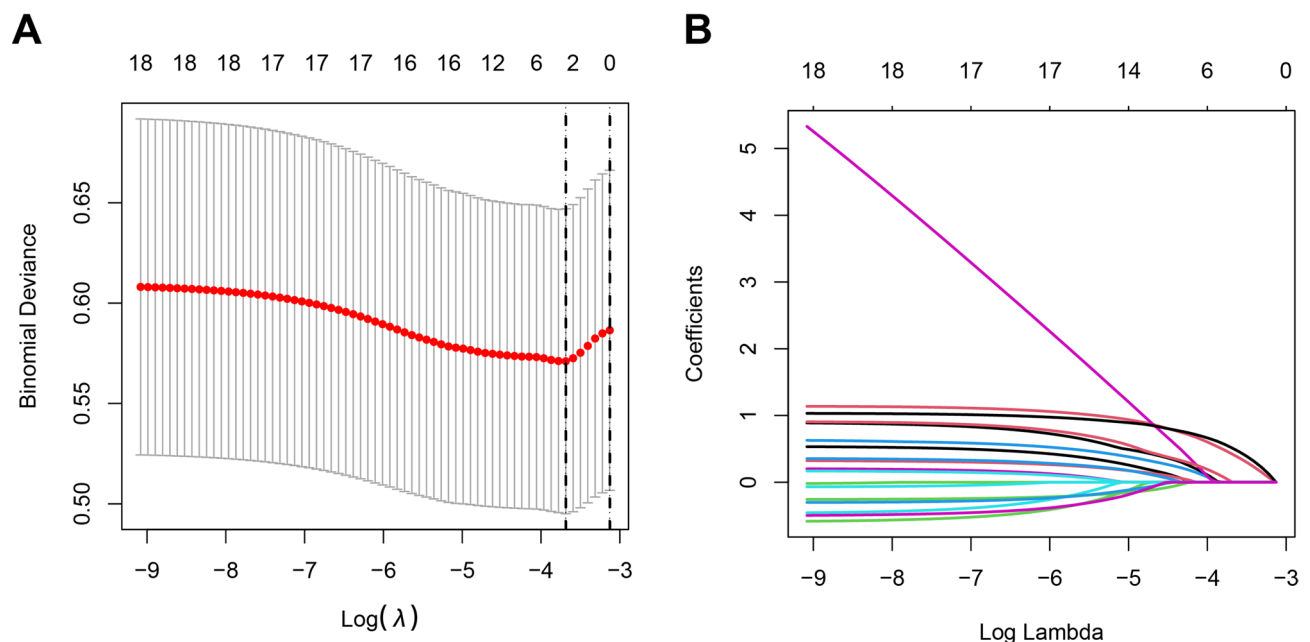 A
18 18 18 17 17 17 16 16 12 6 2 0
Binomial Deviance
0.65
0.60
0.55
0.50
−9 −8 −7 −6 −5 −4 −3
Log(λ)
B
18 18 17 17 14 6 0
Coefficients
5
4
3
2
1
0
−9 −8 −7 −6 −5 −4 −3
Log Lambda